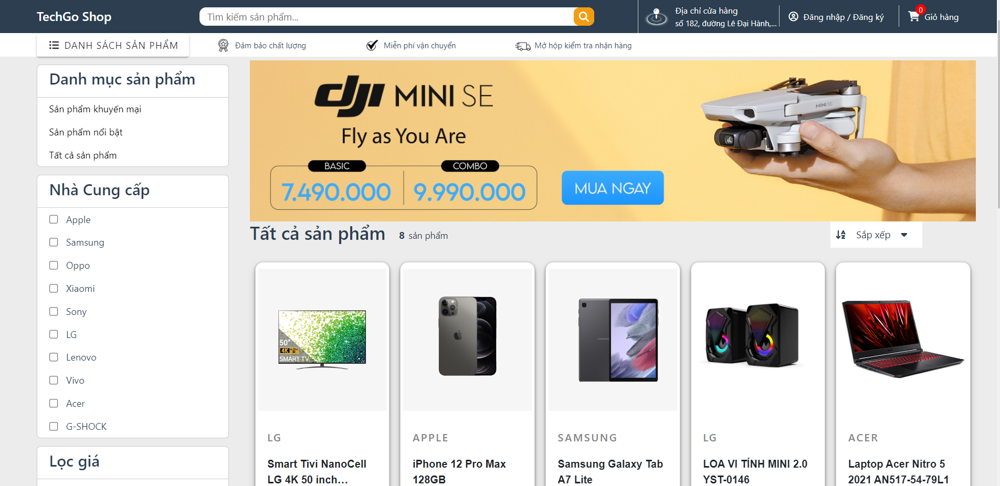 TechGo Shop
Tìm kiếm sản phẩm...
Địa chỉ cửa hàng
số 182, đường Lê Đại Hành,...
Đăng nhập / Đăng ký
0
Giỏ hàng
DANH SÁCH SẢN PHẨM
Đảm bảo chất lượng
Miễn phí vận chuyển
Mở hộp kiểm tra nhận hàng
Danh mục sản phẩm
Sản phẩm khuyến mại
Sản phẩm nổi bật
Tất cả sản phẩm
Nhà Cung cấp
Apple
Samsung
Oppo
Xiaomi
Sony
LG
Lenovo
Vivo
Acer
G-SHOCK
Lọc giá
dji MINI SE
Fly as You Are
BASIC
7.490.000
COMBO
9.990.000
MUA NGAY
MINI SE
Tất cả sản phẩm
8 sản phẩm
Sắp xếp
50"
4K ULTRA HD
SMART TV
LG
Smart Tivi NanoCell
LG 4K 50 inch...
APPLE
iPhone 12 Pro Max
128GB
SAMSUNG
SAMSUNG
Samsung Galaxy Tab
A7 Lite
LG
LOA VI TÍNH MINI 2.0
YST-0146
ACER
Laptop Acer Nitro 5
2021 AN517-54-79L1